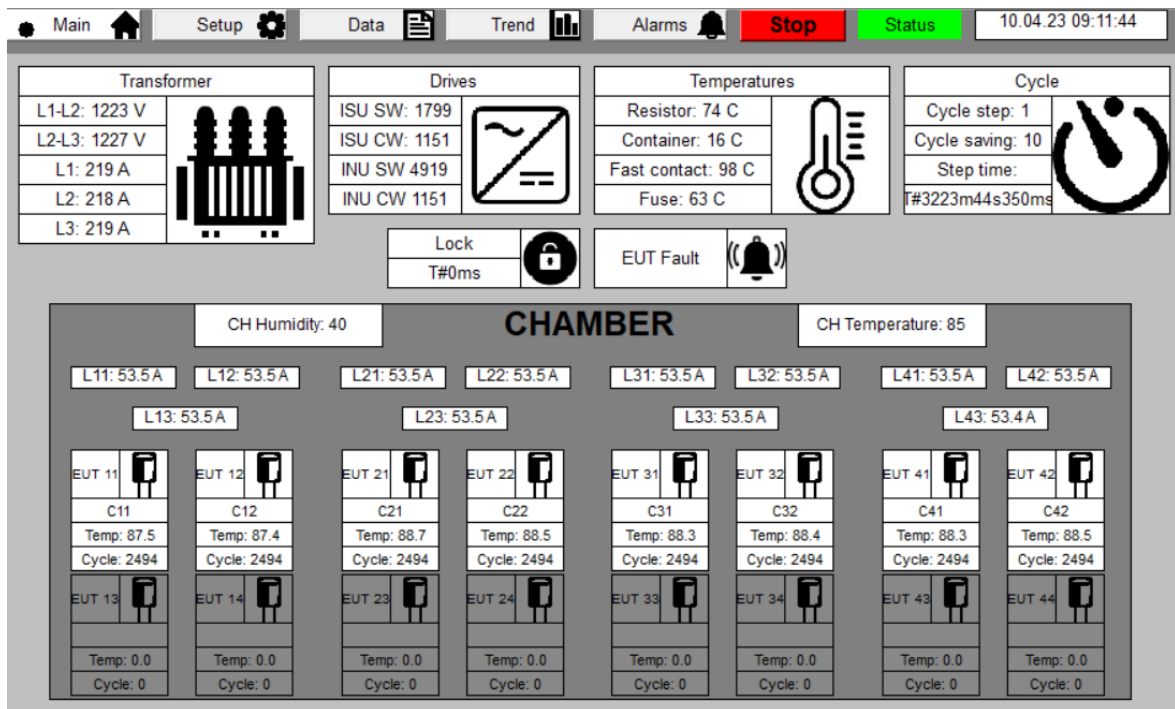 Main Setup Data Trend Alarms Stop Status 10.04.23 09:11:44
Transformer
L1-L2: 1223 V
L2-L3: 1227 V
L1: 219 A
L2: 218 A
L3: 219 A
Drives
ISU SW: 1799
ISU CW: 1151
INU SW 4919
INU CW 1151
Temperatures
Resistor: 74 C
Container: 16 C
Fast contact: 98 C
Fuse: 63 C
Cycle
Cycle step: 1
Cycle saving: 10
Step time:
T#3223m44s350ms
Lock
T#0ms
EUT Fault
CH Humidity: 40 CHAMBER CH Temperature: 85
L11: 53.5 A L12: 53.5 A L21: 53.5 A L22: 53.5 A L31: 53.5 A L32: 53.5 A L41: 53.5 A L42: 53.5 A
L13: 53.5 A L23: 53.5 A L33: 53.5 A L43: 53.4 A
EUT 11 EUT 12 EUT 21 EUT 22 EUT 31 EUT 32 EUT 41 EUT 42
C11 C12 C21 C22 C31 C32 C41 C42
Temp: 87.5 Temp: 87.4 Temp: 88.7 Temp: 88.5 Temp: 88.3 Temp: 88.4 Temp: 88.3 Temp: 88.5
Cycle: 2494 Cycle: 2494 Cycle: 2494 Cycle: 2494 Cycle: 2494 Cycle: 2494 Cycle: 2494 Cycle: 2494
EUT 13 EUT 14 EUT 23 EUT 24 EUT 33 EUT 34 EUT 43 EUT 44
Temp: 0.0 Temp: 0.0 Temp: 0.0 Temp: 0.0 Temp: 0.0 Temp: 0.0 Temp: 0.0 Temp: 0.0
Cycle: 0 Cycle: 0 Cycle: 0 Cycle: 0 Cycle: 0 Cycle: 0 Cycle: 0 Cycle: 0